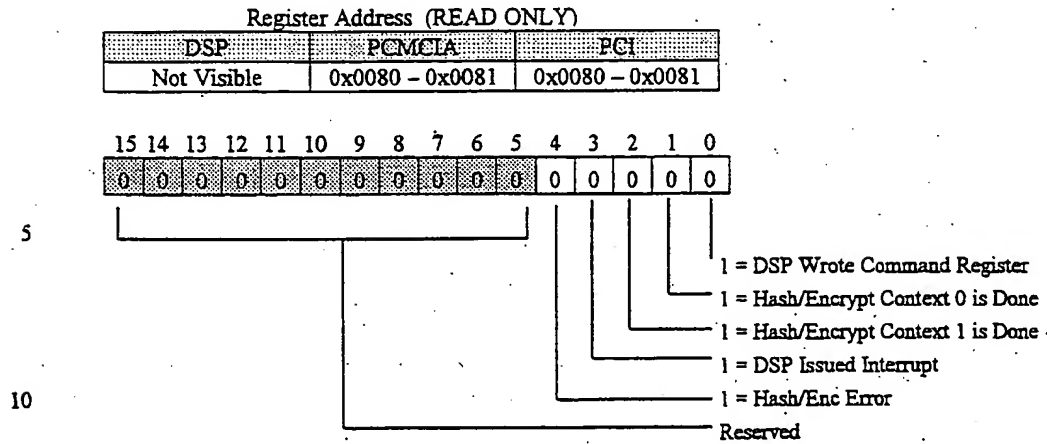 Register Address (READ ONLY)
DSP PCMCIA PCI
Not Visible 0x0080 – 0x0081 0x0080 – 0x0081
15 14 13 12 11 10 9 8 7 6 5 4 3 2 1 0
0 0 0 0 0 0 0 0 0 0 0 0 0 0 0 0
5
1 = DSP Wrote Command Register
1 = Hash/Encrypt Context 0 is Done
1 = Hash/Encrypt Context 1 is Done
1 = DSP Issued Interrupt
10
1 = Hash/Enc Error
Reserved